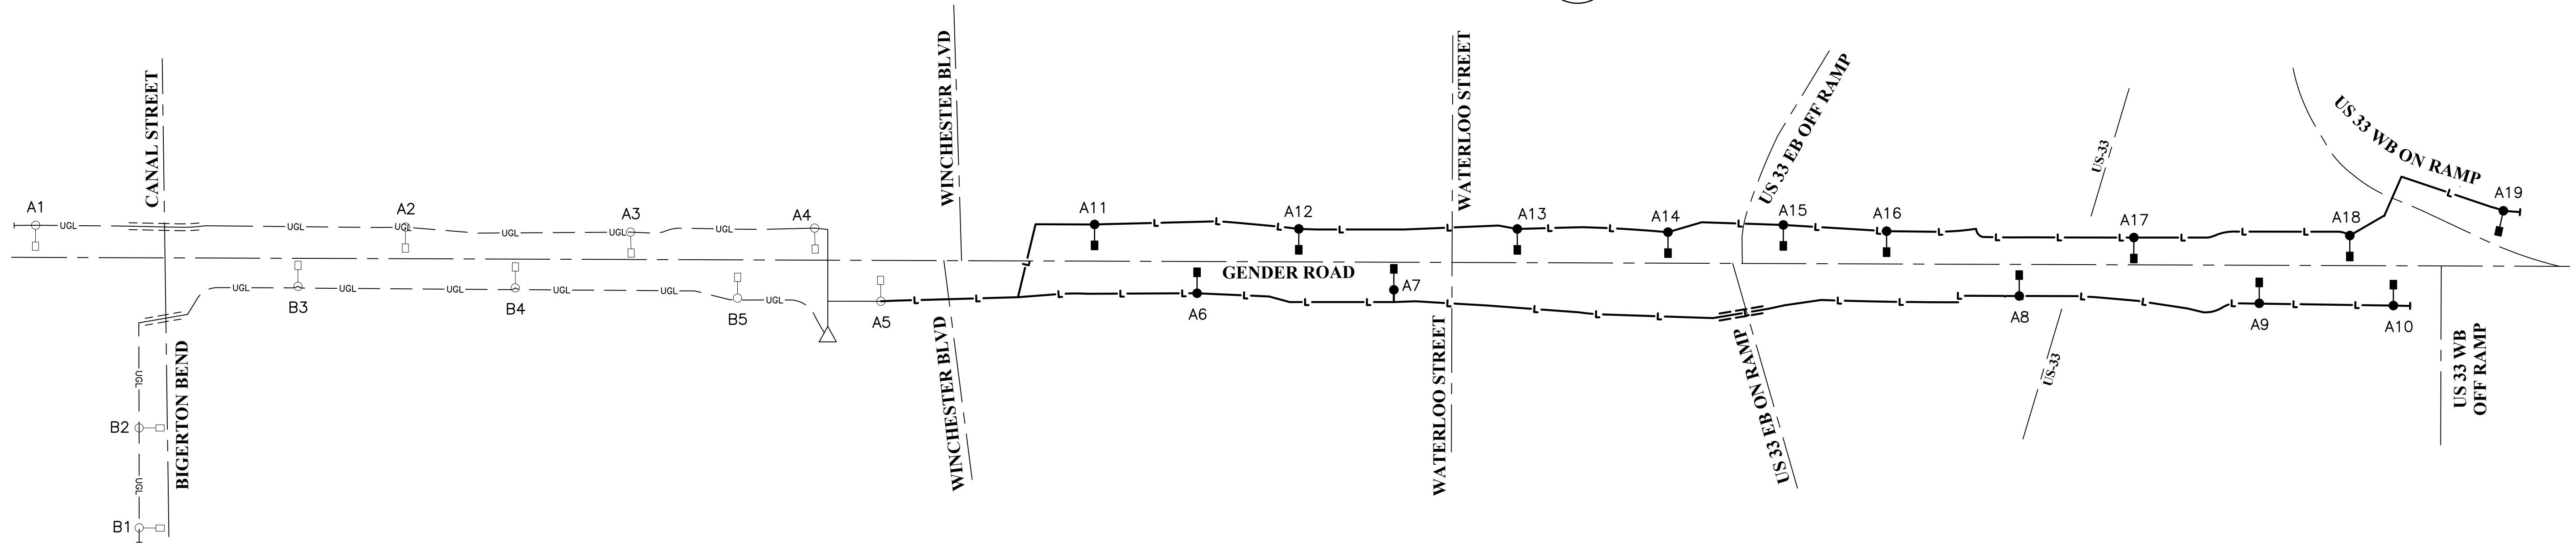 CANAL STREET
WINCHESTER BLVD
WATERLOO STREET
US 33 EB OFF RAMP
US-33
US 33 WB ON RAMP
A1
UGL
UGL
A2
UGL
UGL
A3
UGL
UGL
A4
A11
L
L
L
A12
L
L
A13
L
L
A14
L
A15
L
A16
L
L
L
L
A17
L
L
L
A18
L
A19
L
GENDER ROAD
UGL
B3
UGL
UGL
B4
UGL
UGL
B5
UGL
A5
L
L
L
L
L
A6
L
L
L
A7
L
L
L
L
L
L
L
A8
L
L
L
A9
L
L
A10
BIGERTON BEND
WINCHESTER BLVD
WATERLOO STREET
US 33 EB ON RAMP
US-33
US 33 WB
OFF RAMP
UGL
B2
UGL
B1